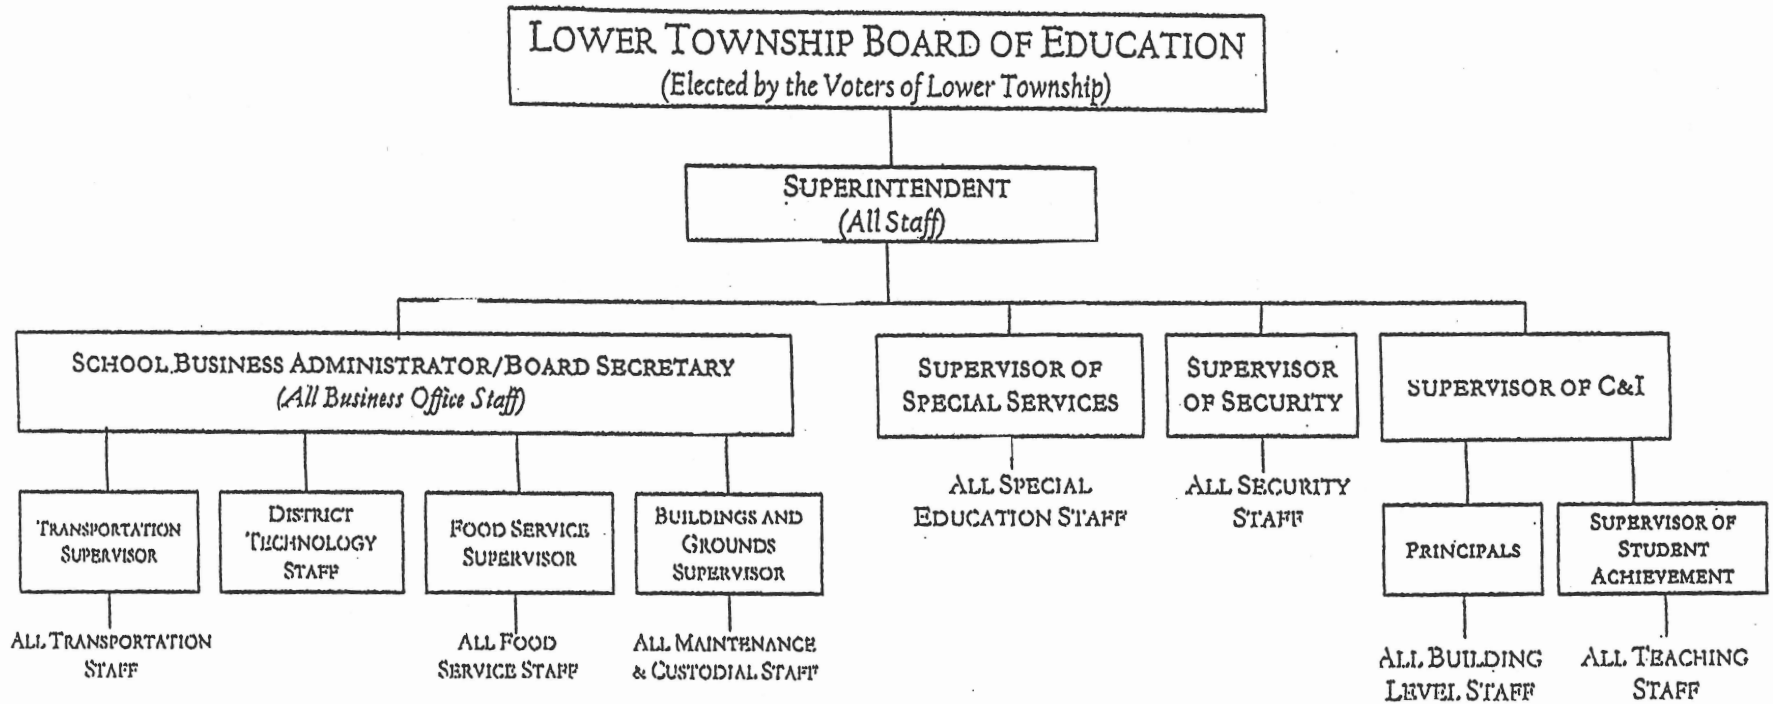 LOWER TOWNSHIP BOARD OF EDUCATION
(Elected by the Voters of Lower Township)
SUPERINTENDENT
(All Staff)
SCHOOL BUSINESS ADMINISTRATOR/BOARD SECRETARY
(All Business Office Staff)
SUPERVISOR OF
SPECIAL SERVICES
SUPERVISOR
OF SECURITY
SUPERVISOR OF C&I
ALL SPECIAL
EDUCATION STAFF
ALL SECURITY
STAFF
TRANSPORTATION
SUPERVISOR
DISTRICT
TECHNOLOGY
STAFF
FOOD SERVICE
SUPERVISOR
BUILDINGS AND
GROUNDS
SUPERVISOR
PRINCIPALS
SUPERVISOR OF
STUDENT
ACHIEVEMENT
ALL TRANSPORTATION
STAFF
ALL FOOD
SERVICE STAFF
ALL MAINTENANCE
& CUSTODIAL STAFF
ALL BUILDING
LEVEL STAFF
ALL TEACHING
STAFF